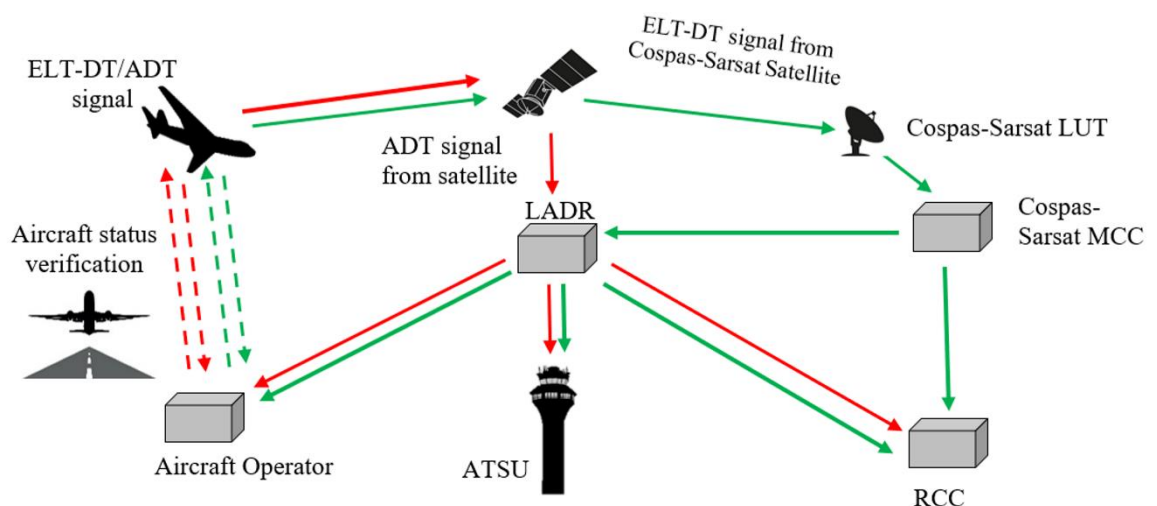 ELT-DT/ADT
signal
ELT-DT signal from
Cospas-Sarsat Satellite
ADT signal
from satellite
Cospas-Sarsat LUT
LADR
Cospas-
Sarsat MCC
Aircraft status
verification
Aircraft Operator
ATSU
RCC